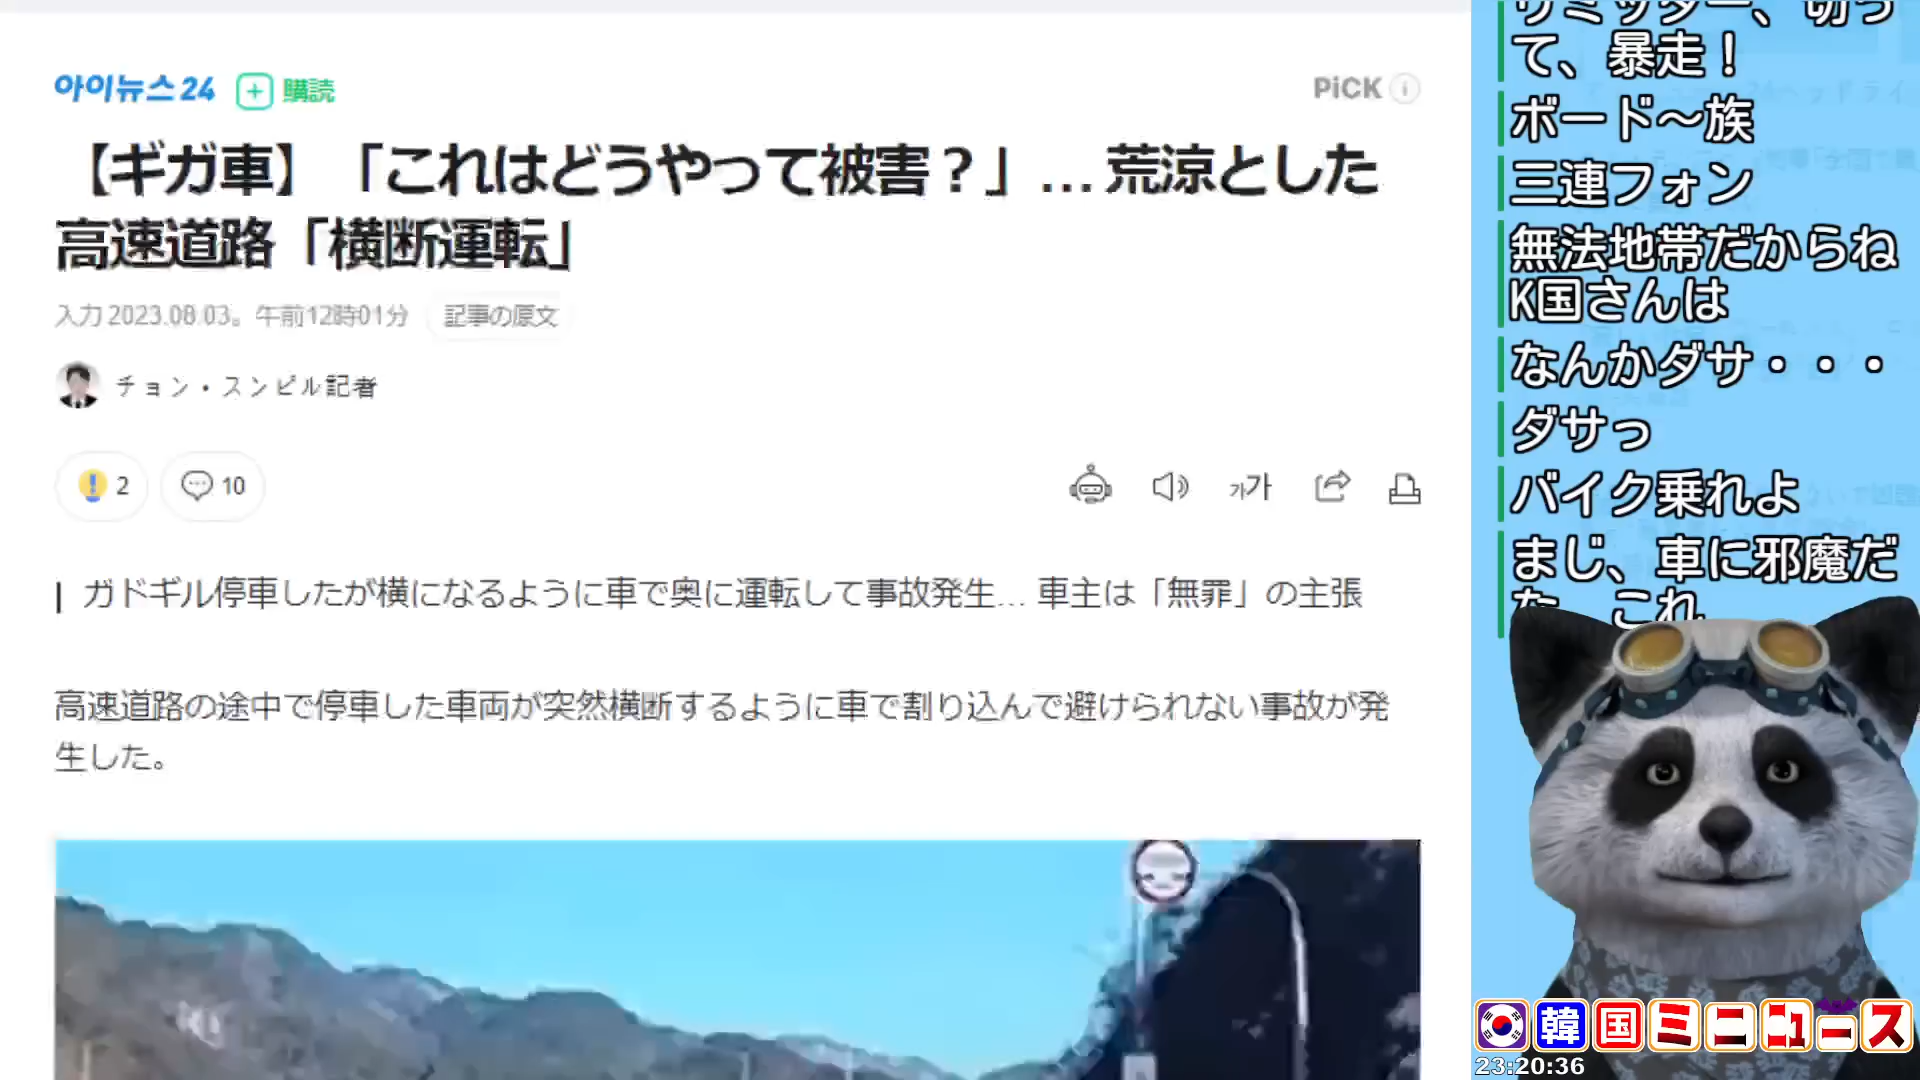 아이뉴스24 購読
PiCK
【ギガ車】「これはどうやって被害？」… 荒涼とした
高速道路「横断運転」
入力 2023.08.03。午前12時01分 記事の原文
チョン・スンピル記者
2 10
가가
ガドギル停車したが横になるように車で奥に運転して事故発生… 車主は「無罪」の主張
高速道路の途中で停車した車両が突然横断するように車で割り込んで避けられない事故が発
生した。
リミッター、切っ
て、暴走！
ボード～族
三連フォン
無法地帯だからね
K国さんは
なんかダサ・・・
ダサっ
バイク乗れよ
まじ、車に邪魔だ
た、これ
韓国ミニニュース
23:20:36